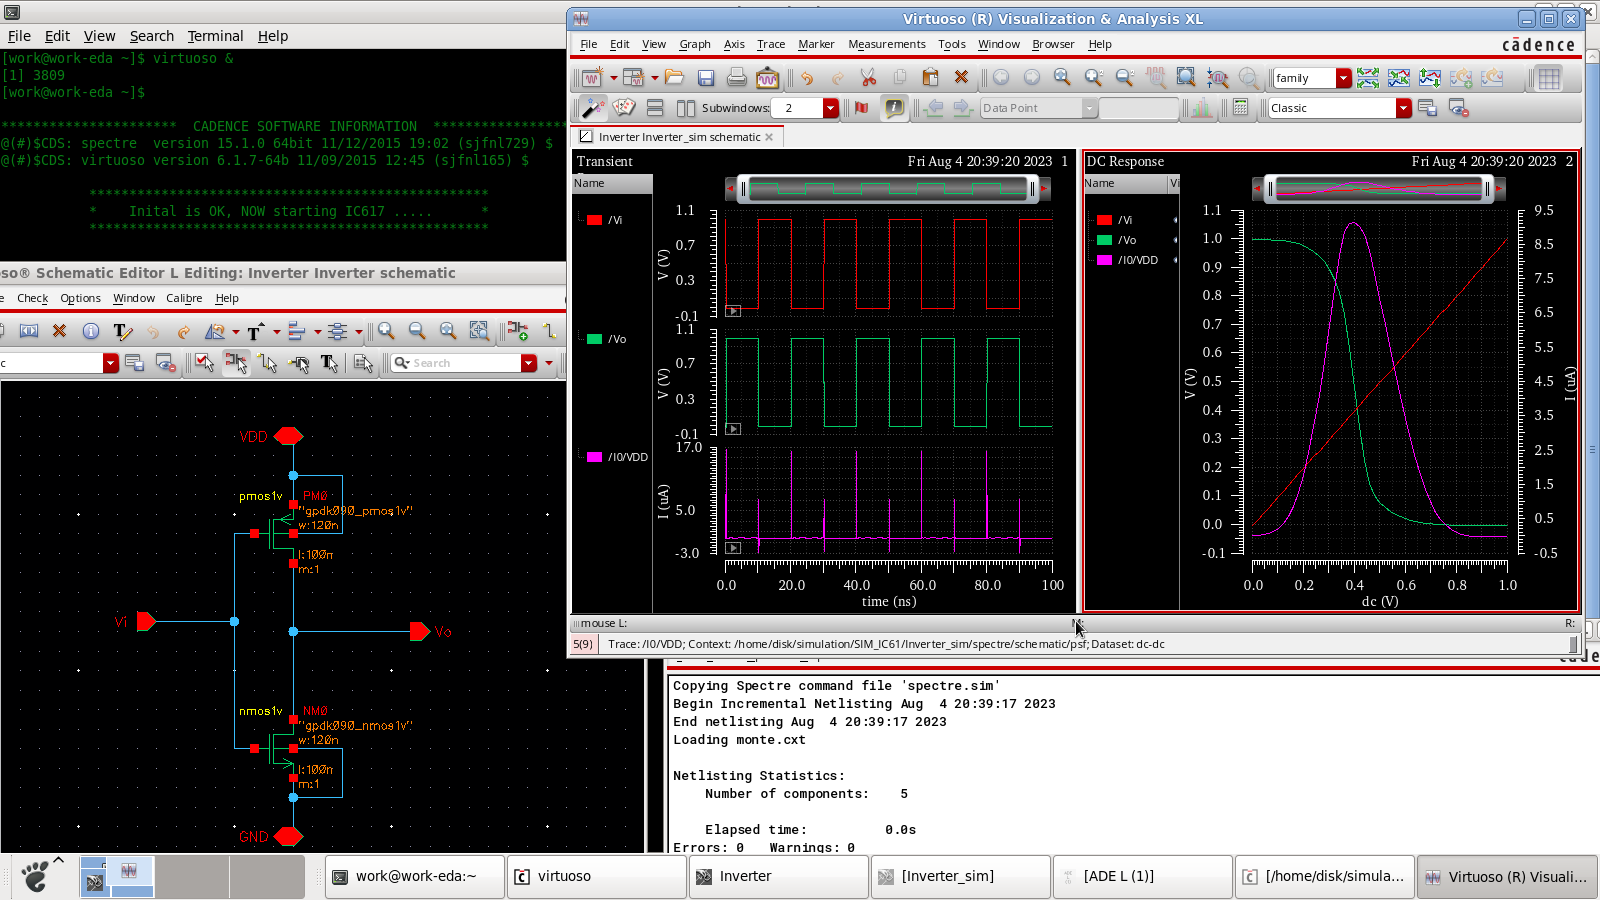 File Edit View Search Terminal Help
[work@work-eda ~]$ virtuoso &
[1] 3809
[work@work-eda ~]$
*********************** CADENCE SOFTWARE INFORMATION ********************
@(#)$CDS: spectre version 15.1.0 64bit 11/12/2015 19:02 (sjfnl729) $
@(#)$CDS: virtuoso version 6.1.7-64b 11/09/2015 12:45 (sjfnl165) $
*************************************************
* Inital is OK, NOW starting IC617 ..... *
*************************************************
oso® Schematic Editor L Editing: Inverter Inverter schematic
Check Options Window Calibre Help
c
Search
VDD
pmos1v PM0
"gpdk090_pmos1v"
w:120n
l:100n
m:1
Vi
Vo
nmos1v NM0
"gpdk090_nmos1v"
w:120n
l:100n
m:1
GND
Virtuoso (R) Visualization & Analysis XL
File Edit View Graph Axis Trace Marker Measurements Tools Window Browser Help
cādence
family
Subwindows: 2
Data Point
Classic
Inverter Inverter_sim schematic
Transient
Fri Aug 4 20:39:20 2023 1
Name
/Vi
/Vo
/I0/VDD
1.1
0.7
0.3
-0.1
V (V)
1.1
0.7
0.3
-0.1
V (V)
17.0
5.0
-3.0
I (uA)
0.0 20.0 40.0 60.0 80.0 100
time (ns)
DC Response
Fri Aug 4 20:39:20 2023 2
Name Vi
/Vi
/Vo
/I0/VDD
1.1
1.0
0.9
0.8
0.7
0.6
0.5
0.4
0.3
0.2
0.1
0.0
-0.1
V (V)
9.5
8.5
7.5
6.5
5.5
4.5
3.5
2.5
1.5
0.5
-0.5
I (uA)
0.0 0.2 0.4 0.6 0.8 1.0
dc (V)
mouse L: M: R:
5(9) Trace: /I0/VDD; Context: /home/disk/simulation/SIM_IC61/Inverter_sim/spectre/schematic/psf; Dataset: dc-dc
Copying Spectre command file 'spectre.sim'
Begin Incremental Netlisting Aug 4 20:39:17 2023
End netlisting Aug 4 20:39:17 2023
Loading monte.cxt
Netlisting Statistics:
Number of components: 5
Elapsed time: 0.0s
Errors: 0 Warnings: 0
work@work-eda:~ virtuoso Inverter [Inverter_sim] [ADE L (1)] [/home/disk/simula... Virtuoso (R) Visuali...